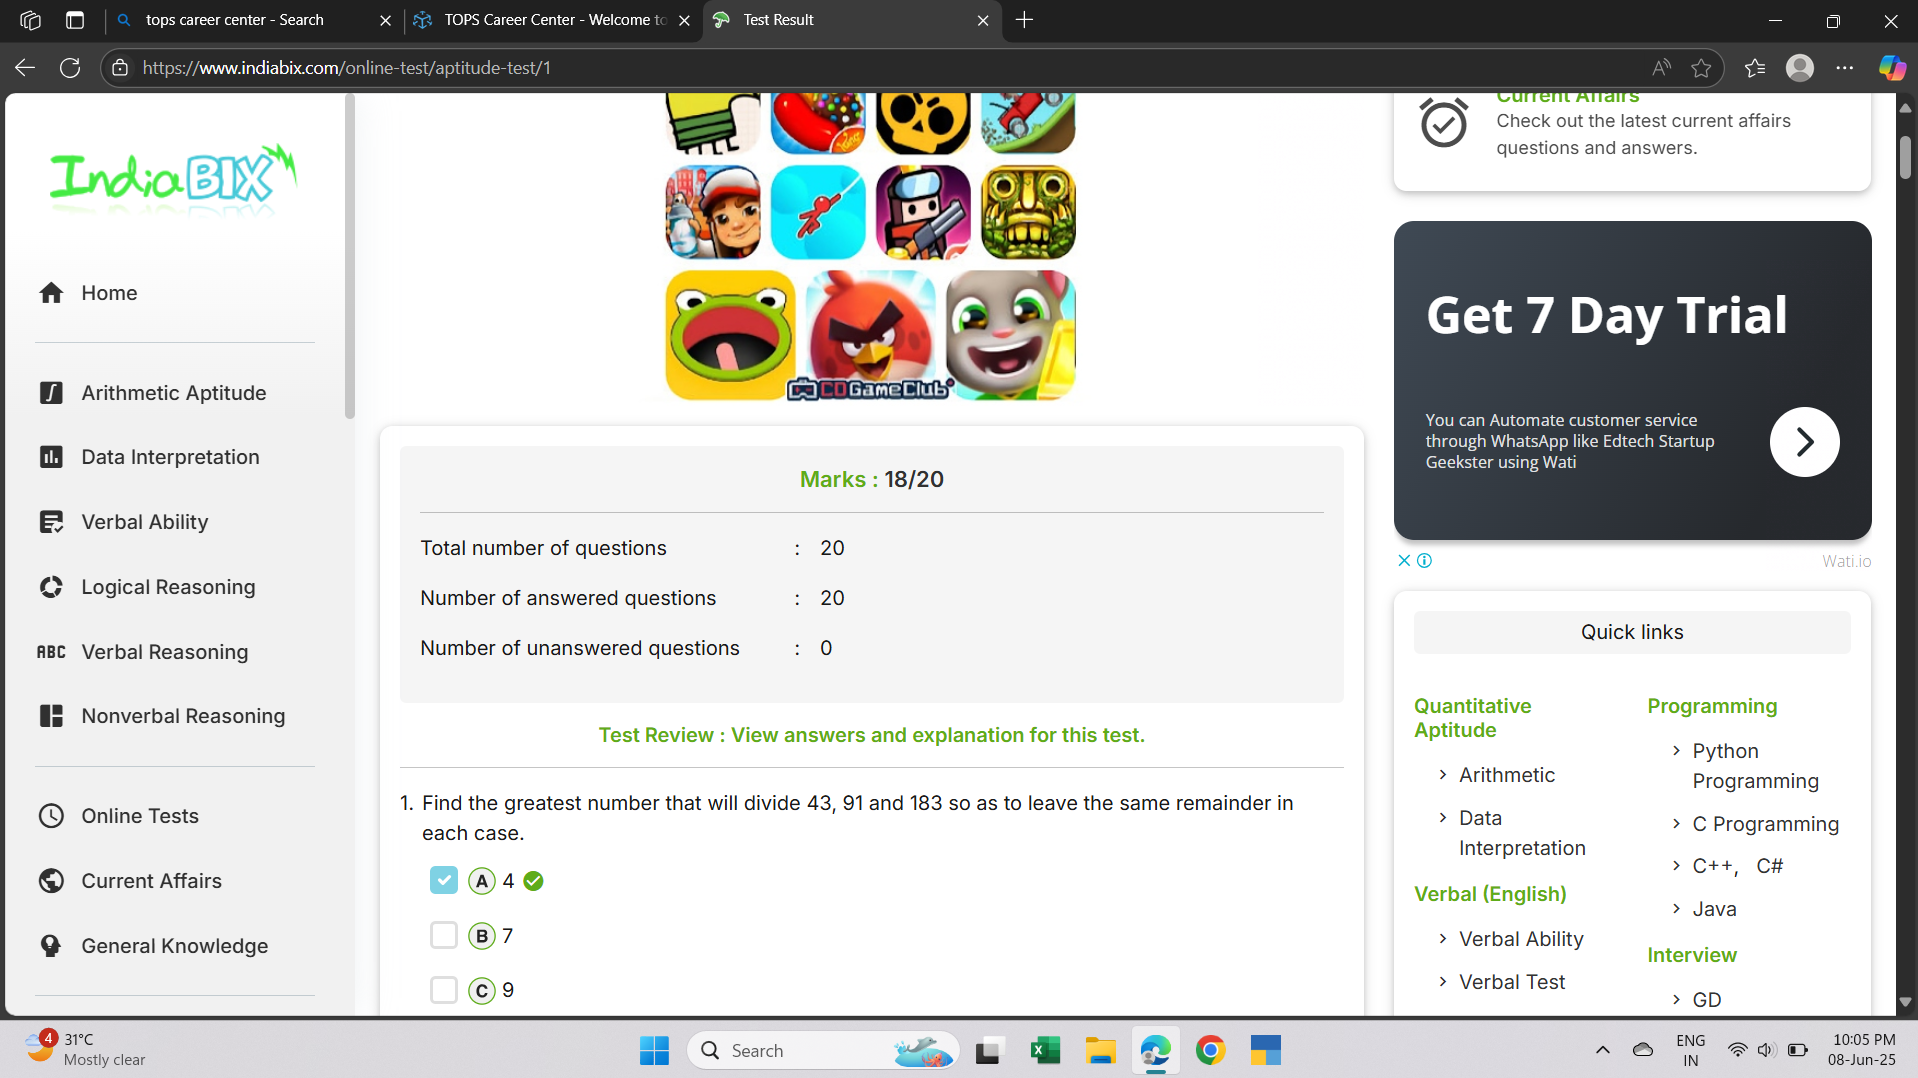 tops career center - Search
TOPS Career Center - Welcome to
Test Result
https://www.indiabix.com/online-test/aptitude-test/1
IndiaBIX
Home
Arithmetic Aptitude
Data Interpretation
Verbal Ability
Logical Reasoning
ABC Verbal Reasoning
Nonverbal Reasoning
Online Tests
Current Affairs
General Knowledge
CDGameClub
Marks : 18/20
Total number of questions : 20
Number of answered questions : 20
Number of unanswered questions : 0
Test Review : View answers and explanation for this test.
1. Find the greatest number that will divide 43, 91 and 183 so as to leave the same remainder in
each case.
A 4
B 7
C 9
Current Affairs
Check out the latest current affairs
questions and answers.
Get 7 Day Trial
You can Automate customer service
through WhatsApp like Edtech Startup
Geekster using Wati
Wati.io
Quick links
Quantitative
Aptitude
Arithmetic
Data
Interpretation
Verbal (English)
Verbal Ability
Verbal Test
Programming
Python
Programming
C Programming
C++, C#
Java
Interview
GD
4
31°C
Mostly clear
Search
ENG
IN
10:05 PM
08-Jun-25